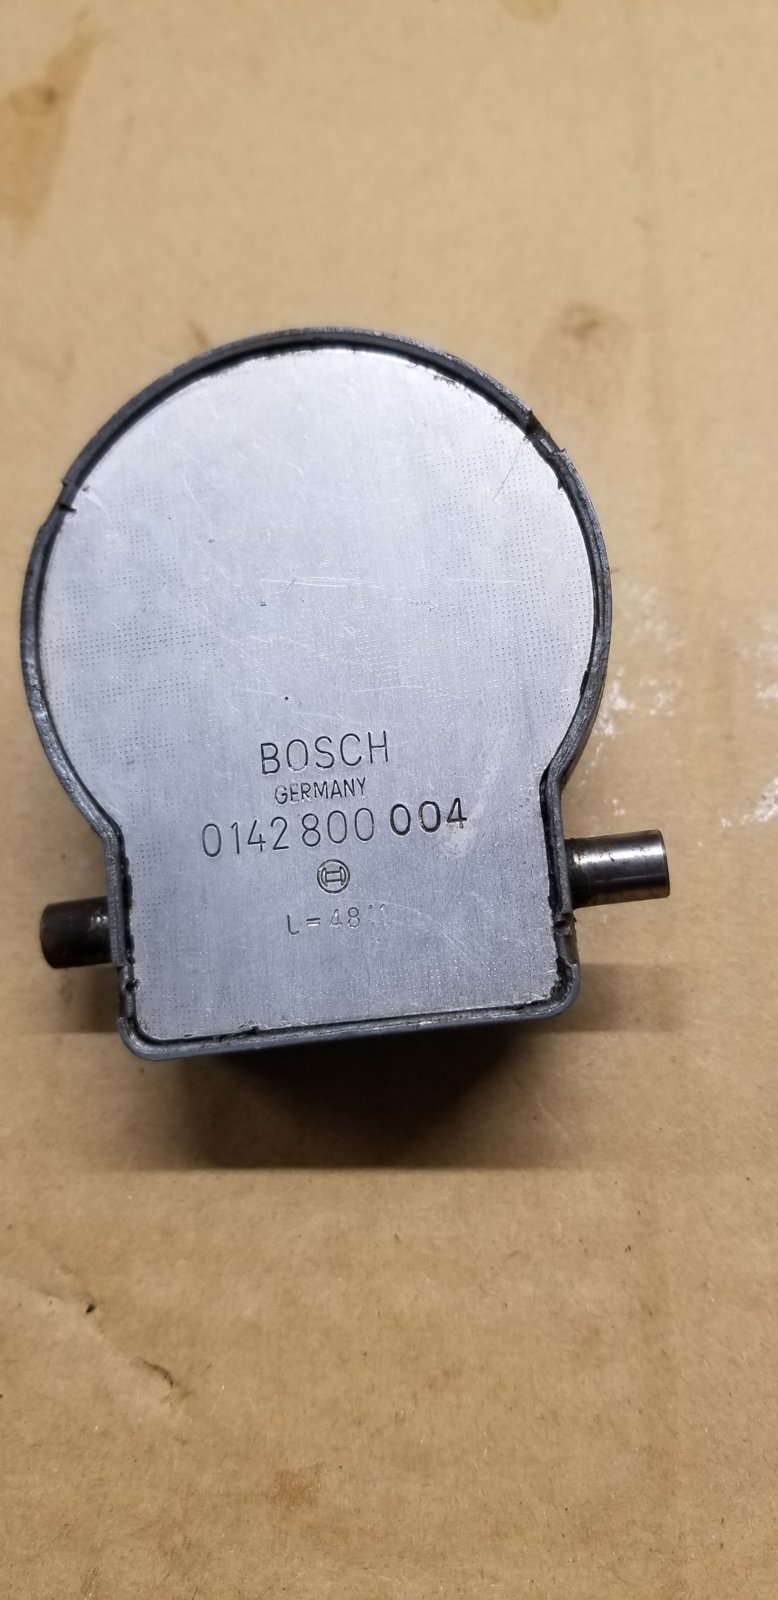 BOSCH
GERMANY
0142 800 004